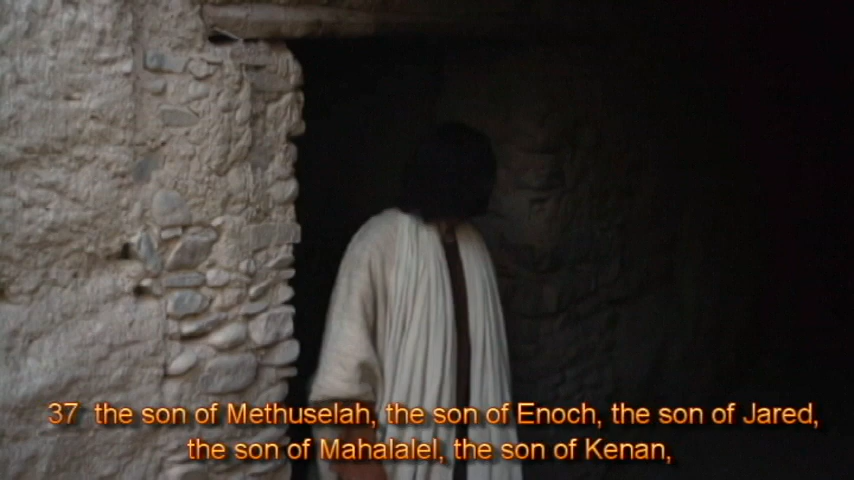 37 the son of Methuselah, the son of Enoch, the son of Jared,
the son of Mahalalel, the son of Kenan,